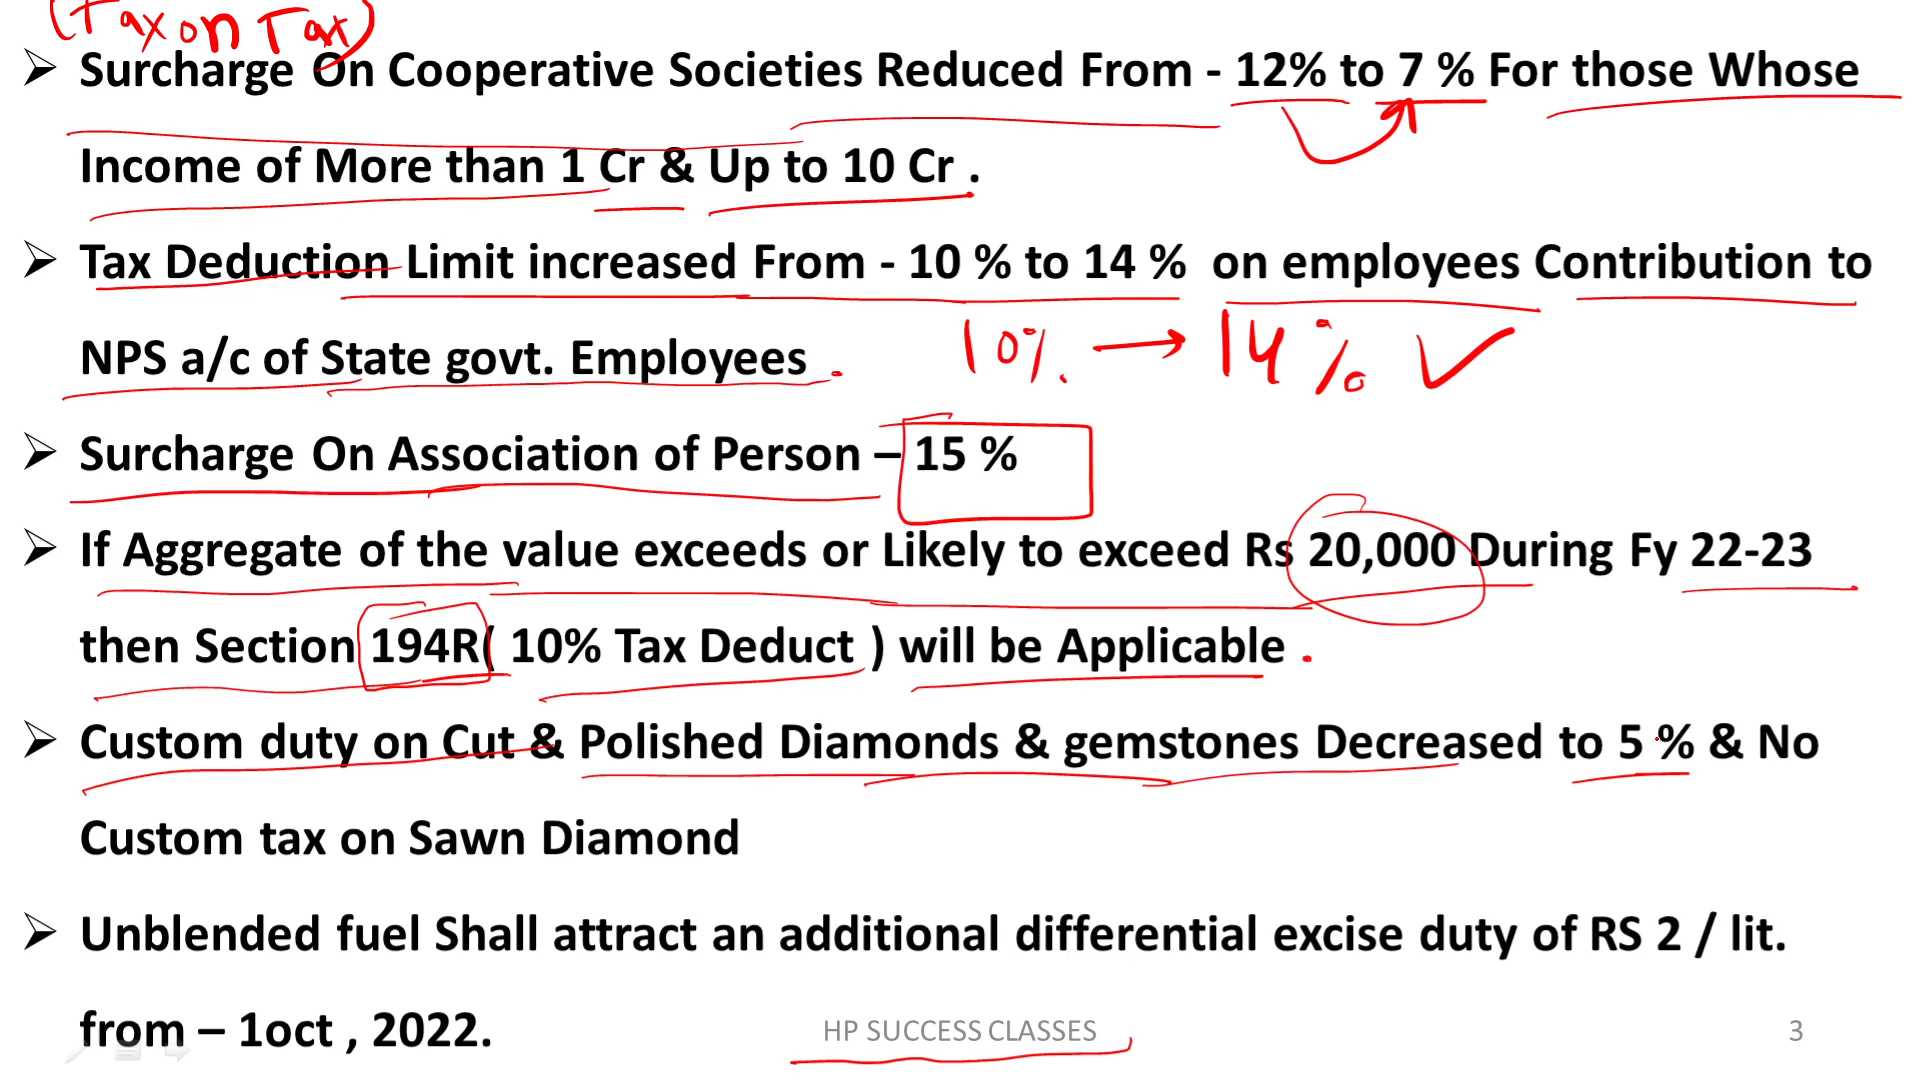 (Tax on Tax)
➢ Surcharge On Cooperative Societies Reduced From - 12% to 7 % For those Whose
Income of More than 1 Cr & Up to 10 Cr .
➢ Tax Deduction Limit increased From - 10 % to 14 % on employees Contribution to
NPS a/c of State govt. Employees .
10% → 14% ✓
➢ Surcharge On Association of Person – 15 %
➢ If Aggregate of the value exceeds or Likely to exceed Rs 20,000 During Fy 22-23
then Section 194R( 10% Tax Deduct ) will be Applicable .
➢ Custom duty on Cut & Polished Diamonds & gemstones Decreased to 5 % & No
Custom tax on Sawn Diamond
➢ Unblended fuel Shall attract an additional differential excise duty of RS 2 / lit.
from – 1oct , 2022.
HP SUCCESS CLASSES
3